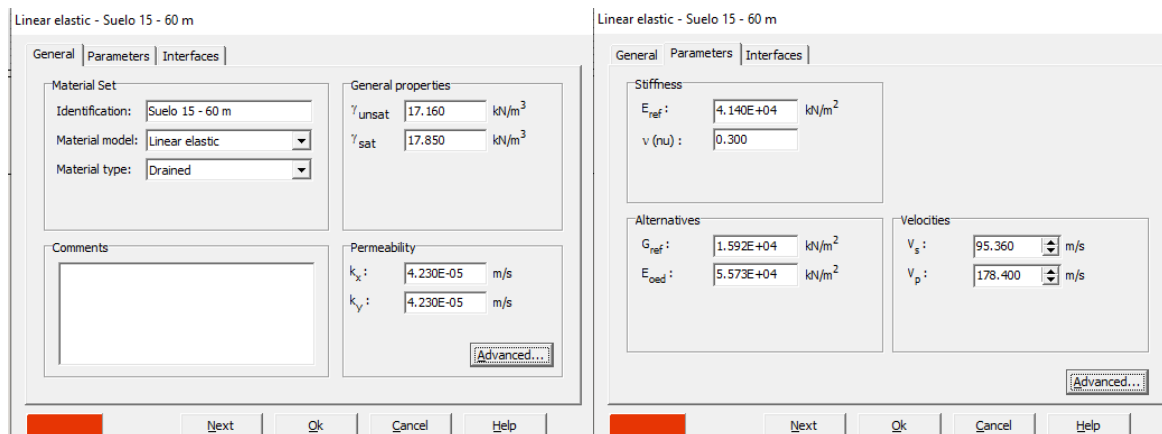 Linear elastic - Suelo 15 - 60 m
General Parameters Interfaces
Material Set
Identification: Suelo 15 - 60 m
Material model: Linear elastic
Material type: Drained
General properties
γunsat 17.160 kN/m3
γsat 17.850 kN/m3
Comments
Permeability
kx: 4.230E-05 m/s
ky: 4.230E-05 m/s
Advanced...
Next Ok Cancel Help
Linear elastic - Suelo 15 - 60 m
General Parameters Interfaces
Stiffness
Eref: 4.140E+04 kN/m2
ν (nu) : 0.300
Alternatives
Gref: 1.592E+04 kN/m2
Eoed: 5.573E+04 kN/m2
Velocities
Vs: 95.360 m/s
Vp: 178.400 m/s
Advanced...
Next Ok Cancel Help